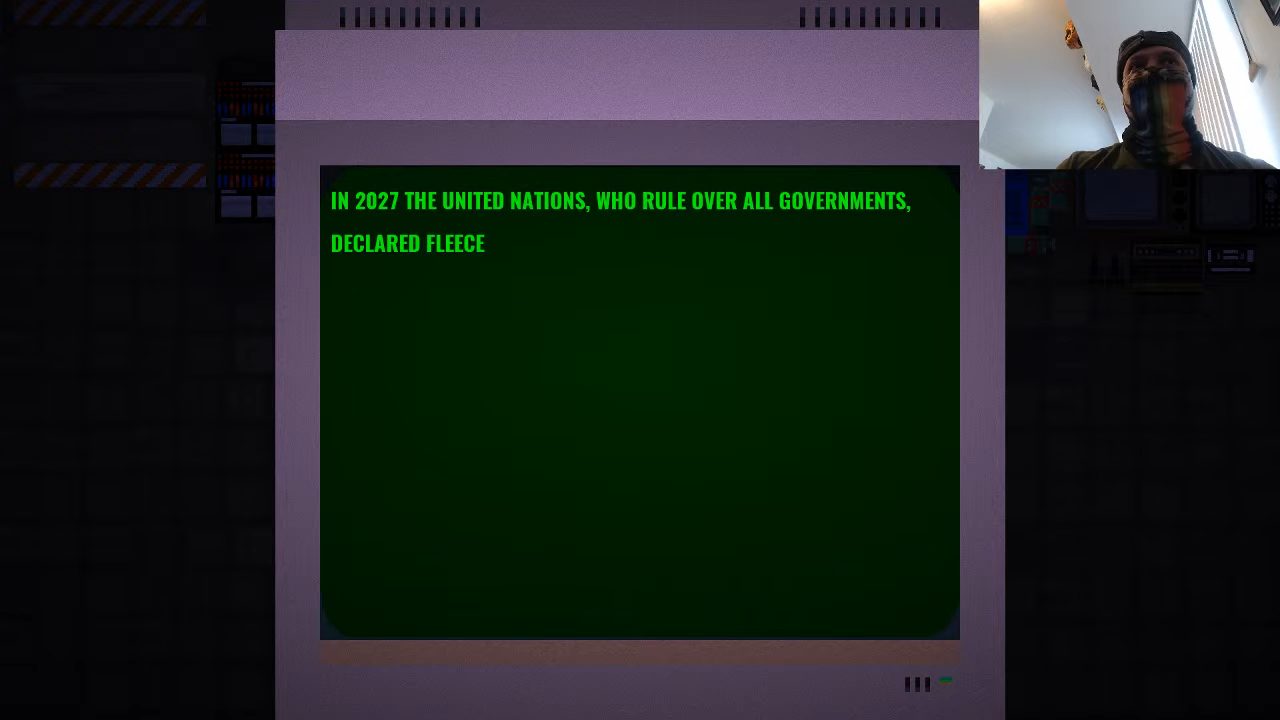 IN 2027 THE UNITED NATIONS, WHO RULE OVER ALL GOVERNMENTS,
DECLARED FLEECE